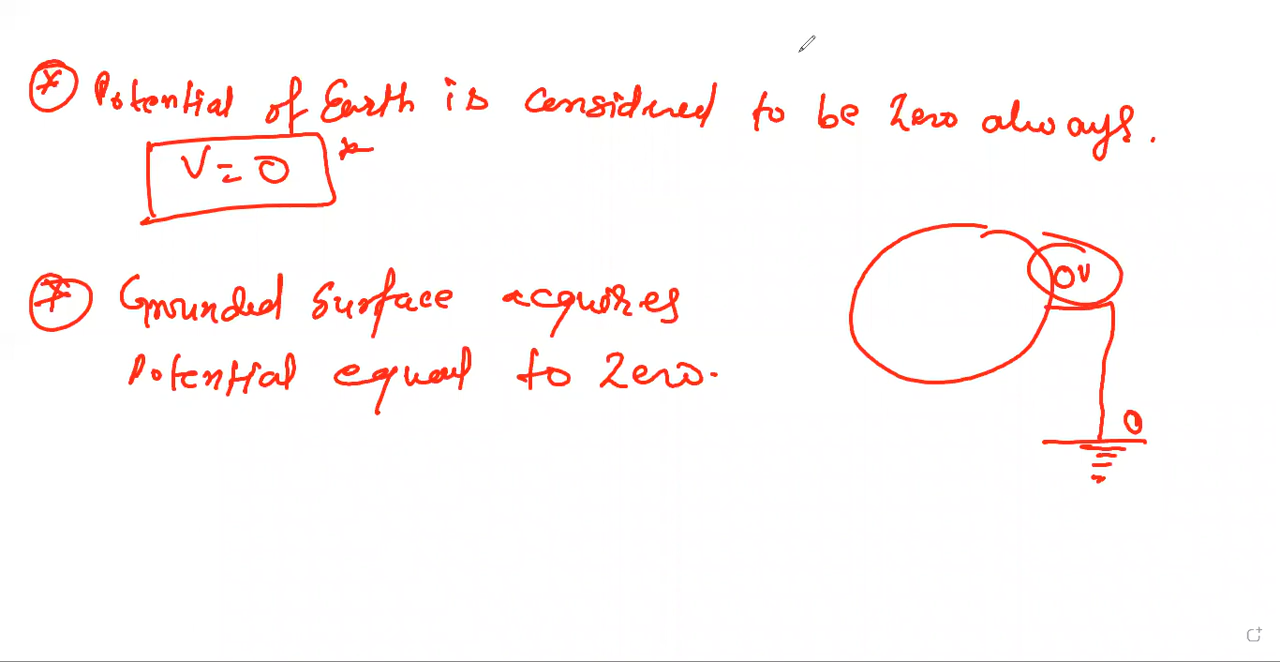 * Potential of Earth is considered to be Zero always.
V = 0 *
* Grounded Surface acquires
Potential equal to Zero.
0V
0